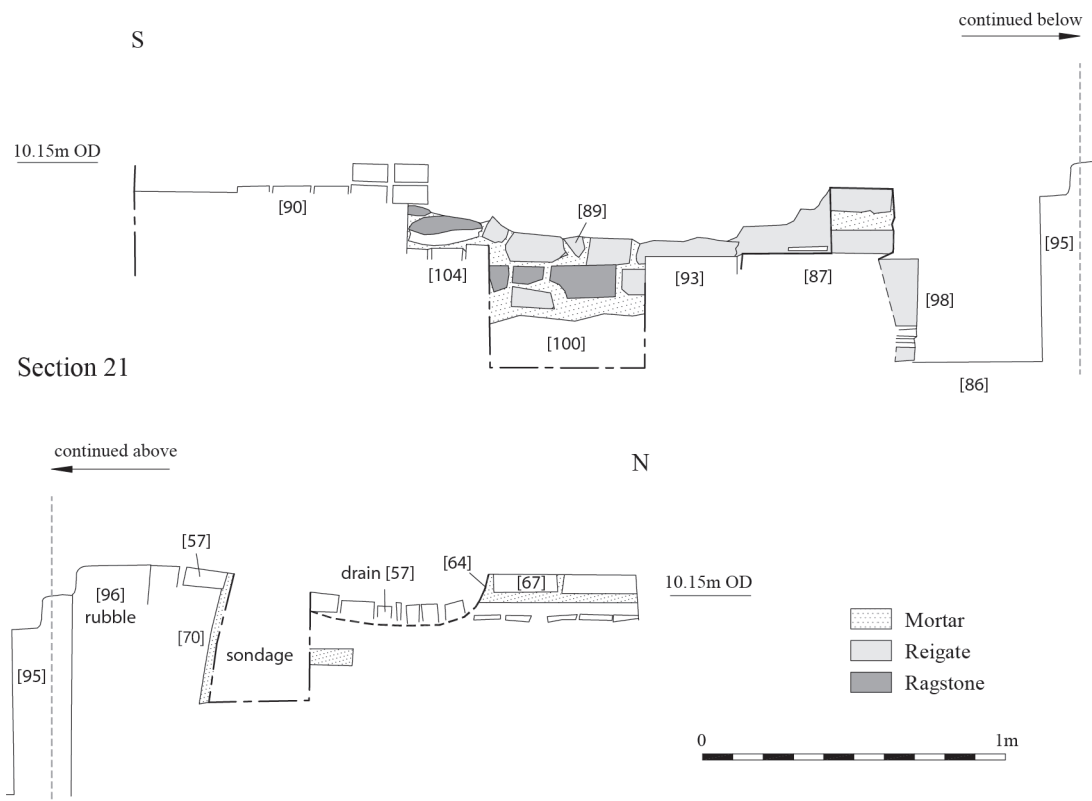 continued below
S
10.15m OD
[90]
[89]
[104]
[93]
[87]
[95]
[98]
[100]
[86]
Section 21
continued above
N
[57]
drain [57]
[64]
[67]
10.15m OD
[96]
rubble
[70]
sondage
[95]
Mortar
Reigate
Ragstone
0
1m